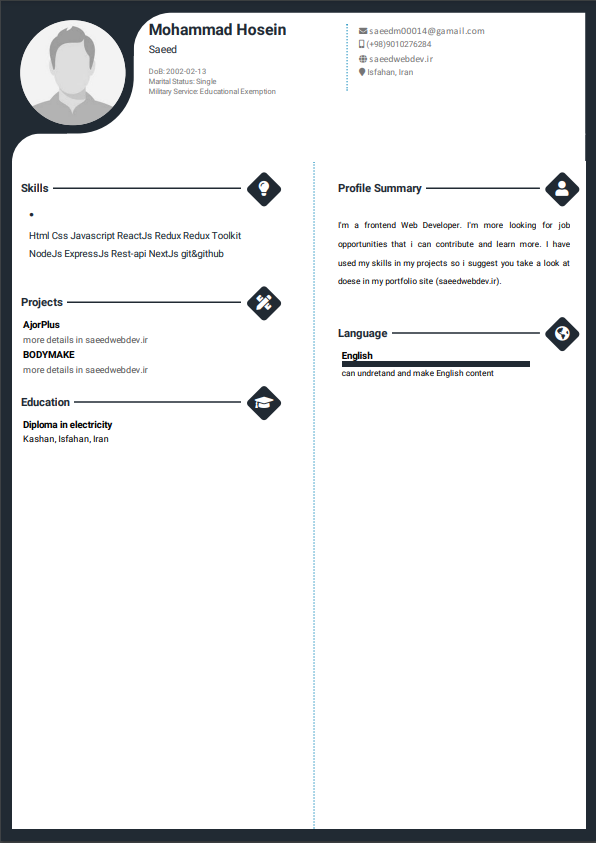 Mohammad Hosein
Saeed
DoB: 2002-02-13
Marital Status: Single
Military Service: Educational Exemption
saeedm00014@gamail.com
(+98)9010276284
saeedwebdev.ir
Isfahan, Iran
Skills
•
Html Css Javascript ReactJs Redux Redux Toolkit
NodeJs ExpressJs Rest-api NextJs git&github
Projects
AjorPlus
more details in saeedwebdev.ir
BODYMAKE
more details in saeedwebdev.ir
Education
Diploma in electricity
Kashan, Isfahan, Iran
Profile Summary
I'm a frontend Web Developer. I'm more looking for job
opportunities that i can contribute and learn more. I have
used my skills in my projects so i suggest you take a look at
doese in my portfolio site (saeedwebdev.ir).
Language
English
can undretand and make English content